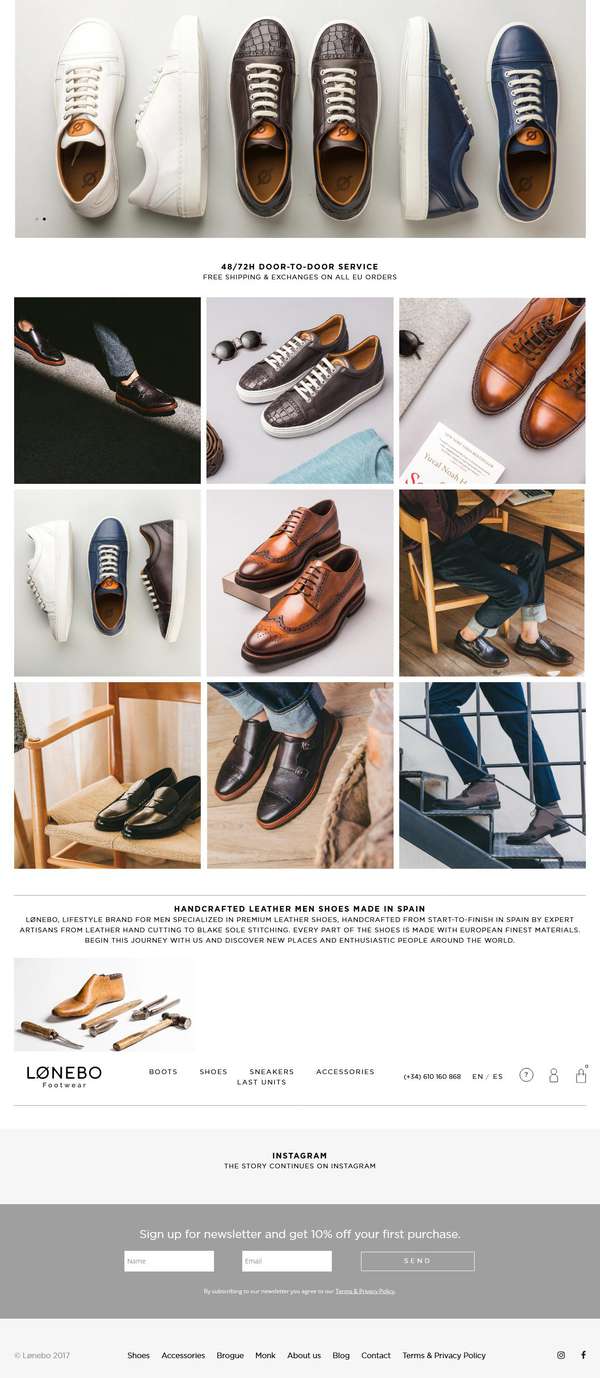 48/72H DOOR-TO-DOOR SERVICE
FREE SHIPPING & EXCHANGES ON ALL EU ORDERS
Yuval Noah H
HANDCRAFTED LEATHER MEN SHOES MADE IN SPAIN
LØNEBO, LIFESTYLE BRAND FOR MEN SPECIALIZED IN PREMIUM LEATHER SHOES, HANDCRAFTED FROM START-TO-FINISH IN SPAIN BY EXPERT
ARTISANS FROM LEATHER HAND CUTTING TO BLAKE SOLE STITCHING. EVERY PART OF THE SHOES IS MADE WITH EUROPEAN FINEST MATERIALS.
BEGIN THIS JOURNEY WITH US AND DISCOVER NEW PLACES AND ENTHUSIASTIC PEOPLE AROUND THE WORLD.
LØNEBO
Footwear
BOOTS SHOES SNEAKERS ACCESSORIES
LAST UNITS
(+34) 610 160 868 EN / ES ? 0
INSTAGRAM
THE STORY CONTINUES ON INSTAGRAM
Sign up for newsletter and get 10% off your first purchase.
Name Email SEND
By subscribing to our newsletter you agree to our Terms & Privacy Policy.
© Lønebo 2017 Shoes Accessories Brogue Monk About us Blog Contact Terms & Privacy Policy